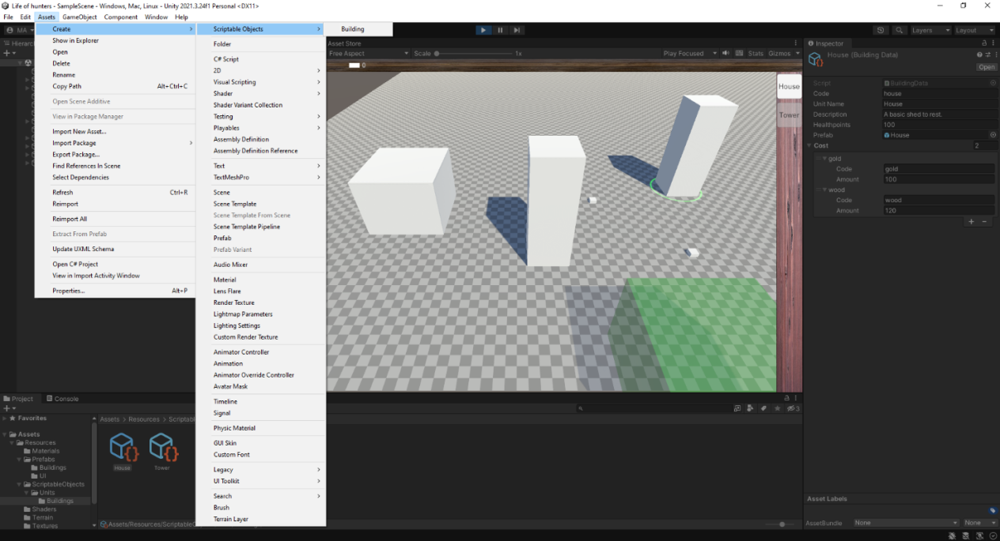 Life of hunters - SampleScene - Windows, Mac, Linux - Unity 2021.3.24f1 Personal <DX11>
File Edit Assets GameObject Component Window Help
MA
Layers
Layout
Create
Show in Explorer
Open
Delete
Rename
Copy Path Alt+Ctrl+C
Open Scene Additive
View in Package Manager
Import New Asset...
Import Package
Export Package...
Find References In Scene
Select Dependencies
Refresh Ctrl+R
Reimport
Reimport All
Extract From Prefab
Update UXML Schema
Open C# Project
View in Import Activity Window
Properties... Alt+P
Scriptable Objects
Folder
C# Script
2D
Visual Scripting
Shader
Shader Variant Collection
Testing
Playables
Assembly Definition
Assembly Definition Reference
Text
TextMeshPro
Scene
Scene Template
Scene Template From Scene
Scene Template Pipeline
Prefab
Prefab Variant
Audio Mixer
Material
Lens Flare
Render Texture
Lightmap Parameters
Lighting Settings
Custom Render Texture
Animator Controller
Animation
Animator Override Controller
Avatar Mask
Timeline
Signal
Physic Material
GUI Skin
Custom Font
Legacy
UI Toolkit
Search
Brush
Terrain Layer
Building
Hierarc
Asset Store
Free Aspect Scale 1x Play Focused Stats Gizmos
0
House
Tower
Inspector
House (Building Data)
Open
Script BuildingData
Code house
Unit Name House
Description A basic shed to rest.
Healthpoints 100
Prefab House
Cost 2
gold
Code gold
Amount 100
wood
Code wood
Amount 120
+ −
Project Console
3
Favorites
Assets
Resources
Materials
Prefabs
Buildings
UI
ScriptableObjects
Units
Buildings
Shaders
Terrain
Textures
Assets > Resources > Scriptabl
House
Tower
Assets/Resources/ScriptableO
Asset Labels
AssetBundle None None